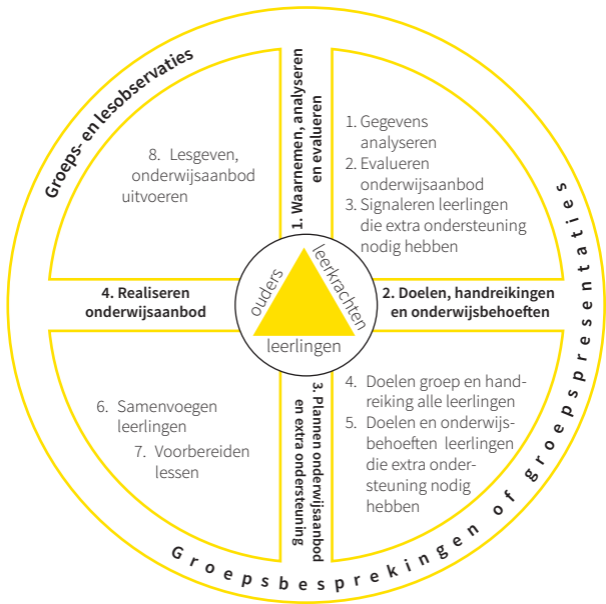 Groeps- en lesobservaties
1. Waarnemen, analyseren
en evalueren
1. Gegevens
analyseren
2. Evalueren
onderwijsaanbod
3. Signaleren leerlingen
die extra ondersteuning
nodig hebben
8. Lesgeven,
onderwijsaanbod
uitvoeren
4. Realiseren
onderwijsaanbod
ouders
leerkrachten
leerlingen
2. Doelen, handreikingen
en onderwijsbehoeften
3. Plannen onderwijsaanbod
en extra ondersteuning
4. Doelen groep en hand-
reiking alle leerlingen
5. Doelen en onderwijs-
behoeften leerlingen
die extra onder-
steuning nodig
hebben
6. Samenvoegen
leerlingen
7. Voorbereiden
lessen
Groepsbesprekingen of groepspresentaties